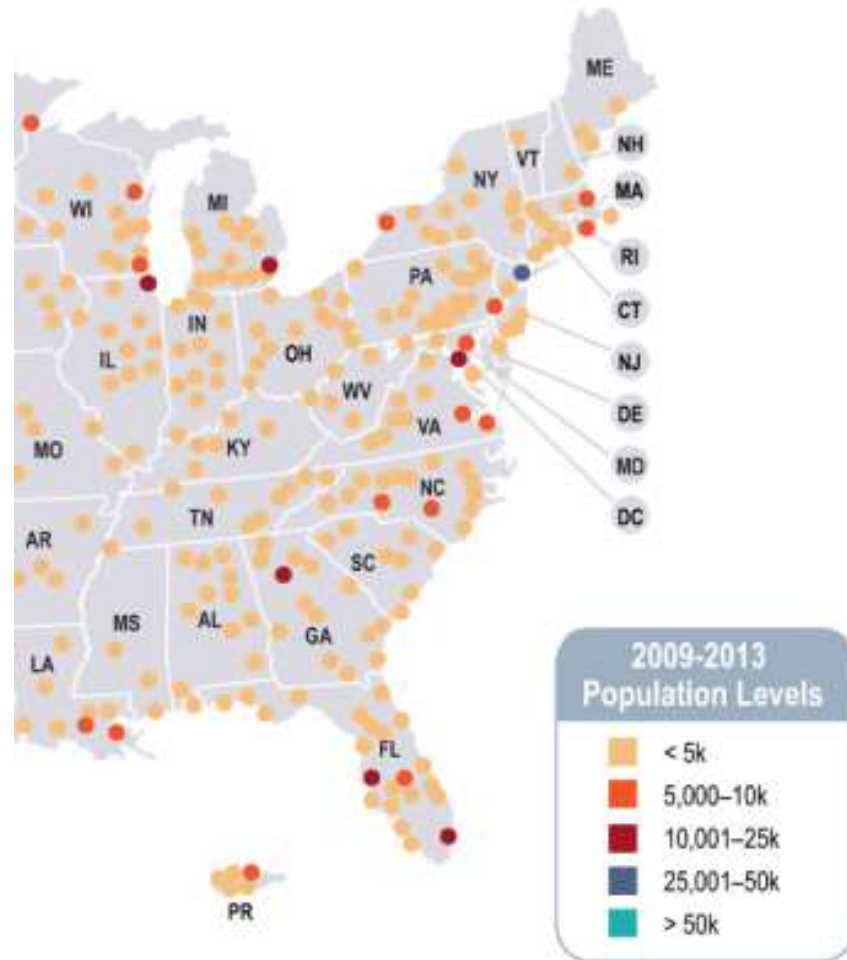 ME
VT
NH
NY
MA
WI
MI
RI
PA
CT
IN
NJ
OH
IL
WV
DE
VA
MO
KY
MD
NC
DC
TN
AR
SC
MS
AL
GA
LA
2009-2013
Population Levels
FL
< 5k
5,000–10k
10,001–25k
25,001–50k
> 50k
PR